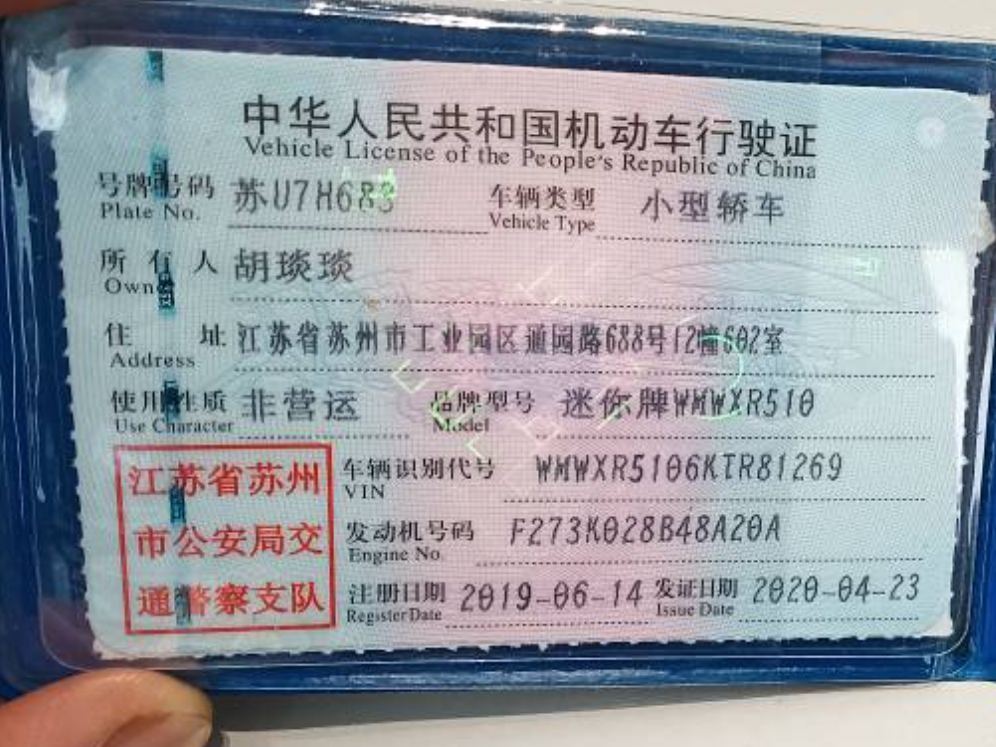 中华人民共和国机动车行驶证
Vehicle License of the People's Republic of China
号牌号码 苏U7H683 车辆类型 小型轿车
Plate No. Vehicle Type
所有人 胡琰琰
Owner
住址 江苏省苏州市工业园区通园路688号12幢602室
Address
使用性质 非营运 品牌型号 迷你牌WMWXR510
Use Character Model
江苏省苏州 车辆识别代号 WMWXR5106KTR81269
VIN
市公安局交 发动机号码 F273K028B48A20A
Engine No.
通警察支队 注册日期 2019-06-14 发证日期 2020-04-23
Register Date Issue Date